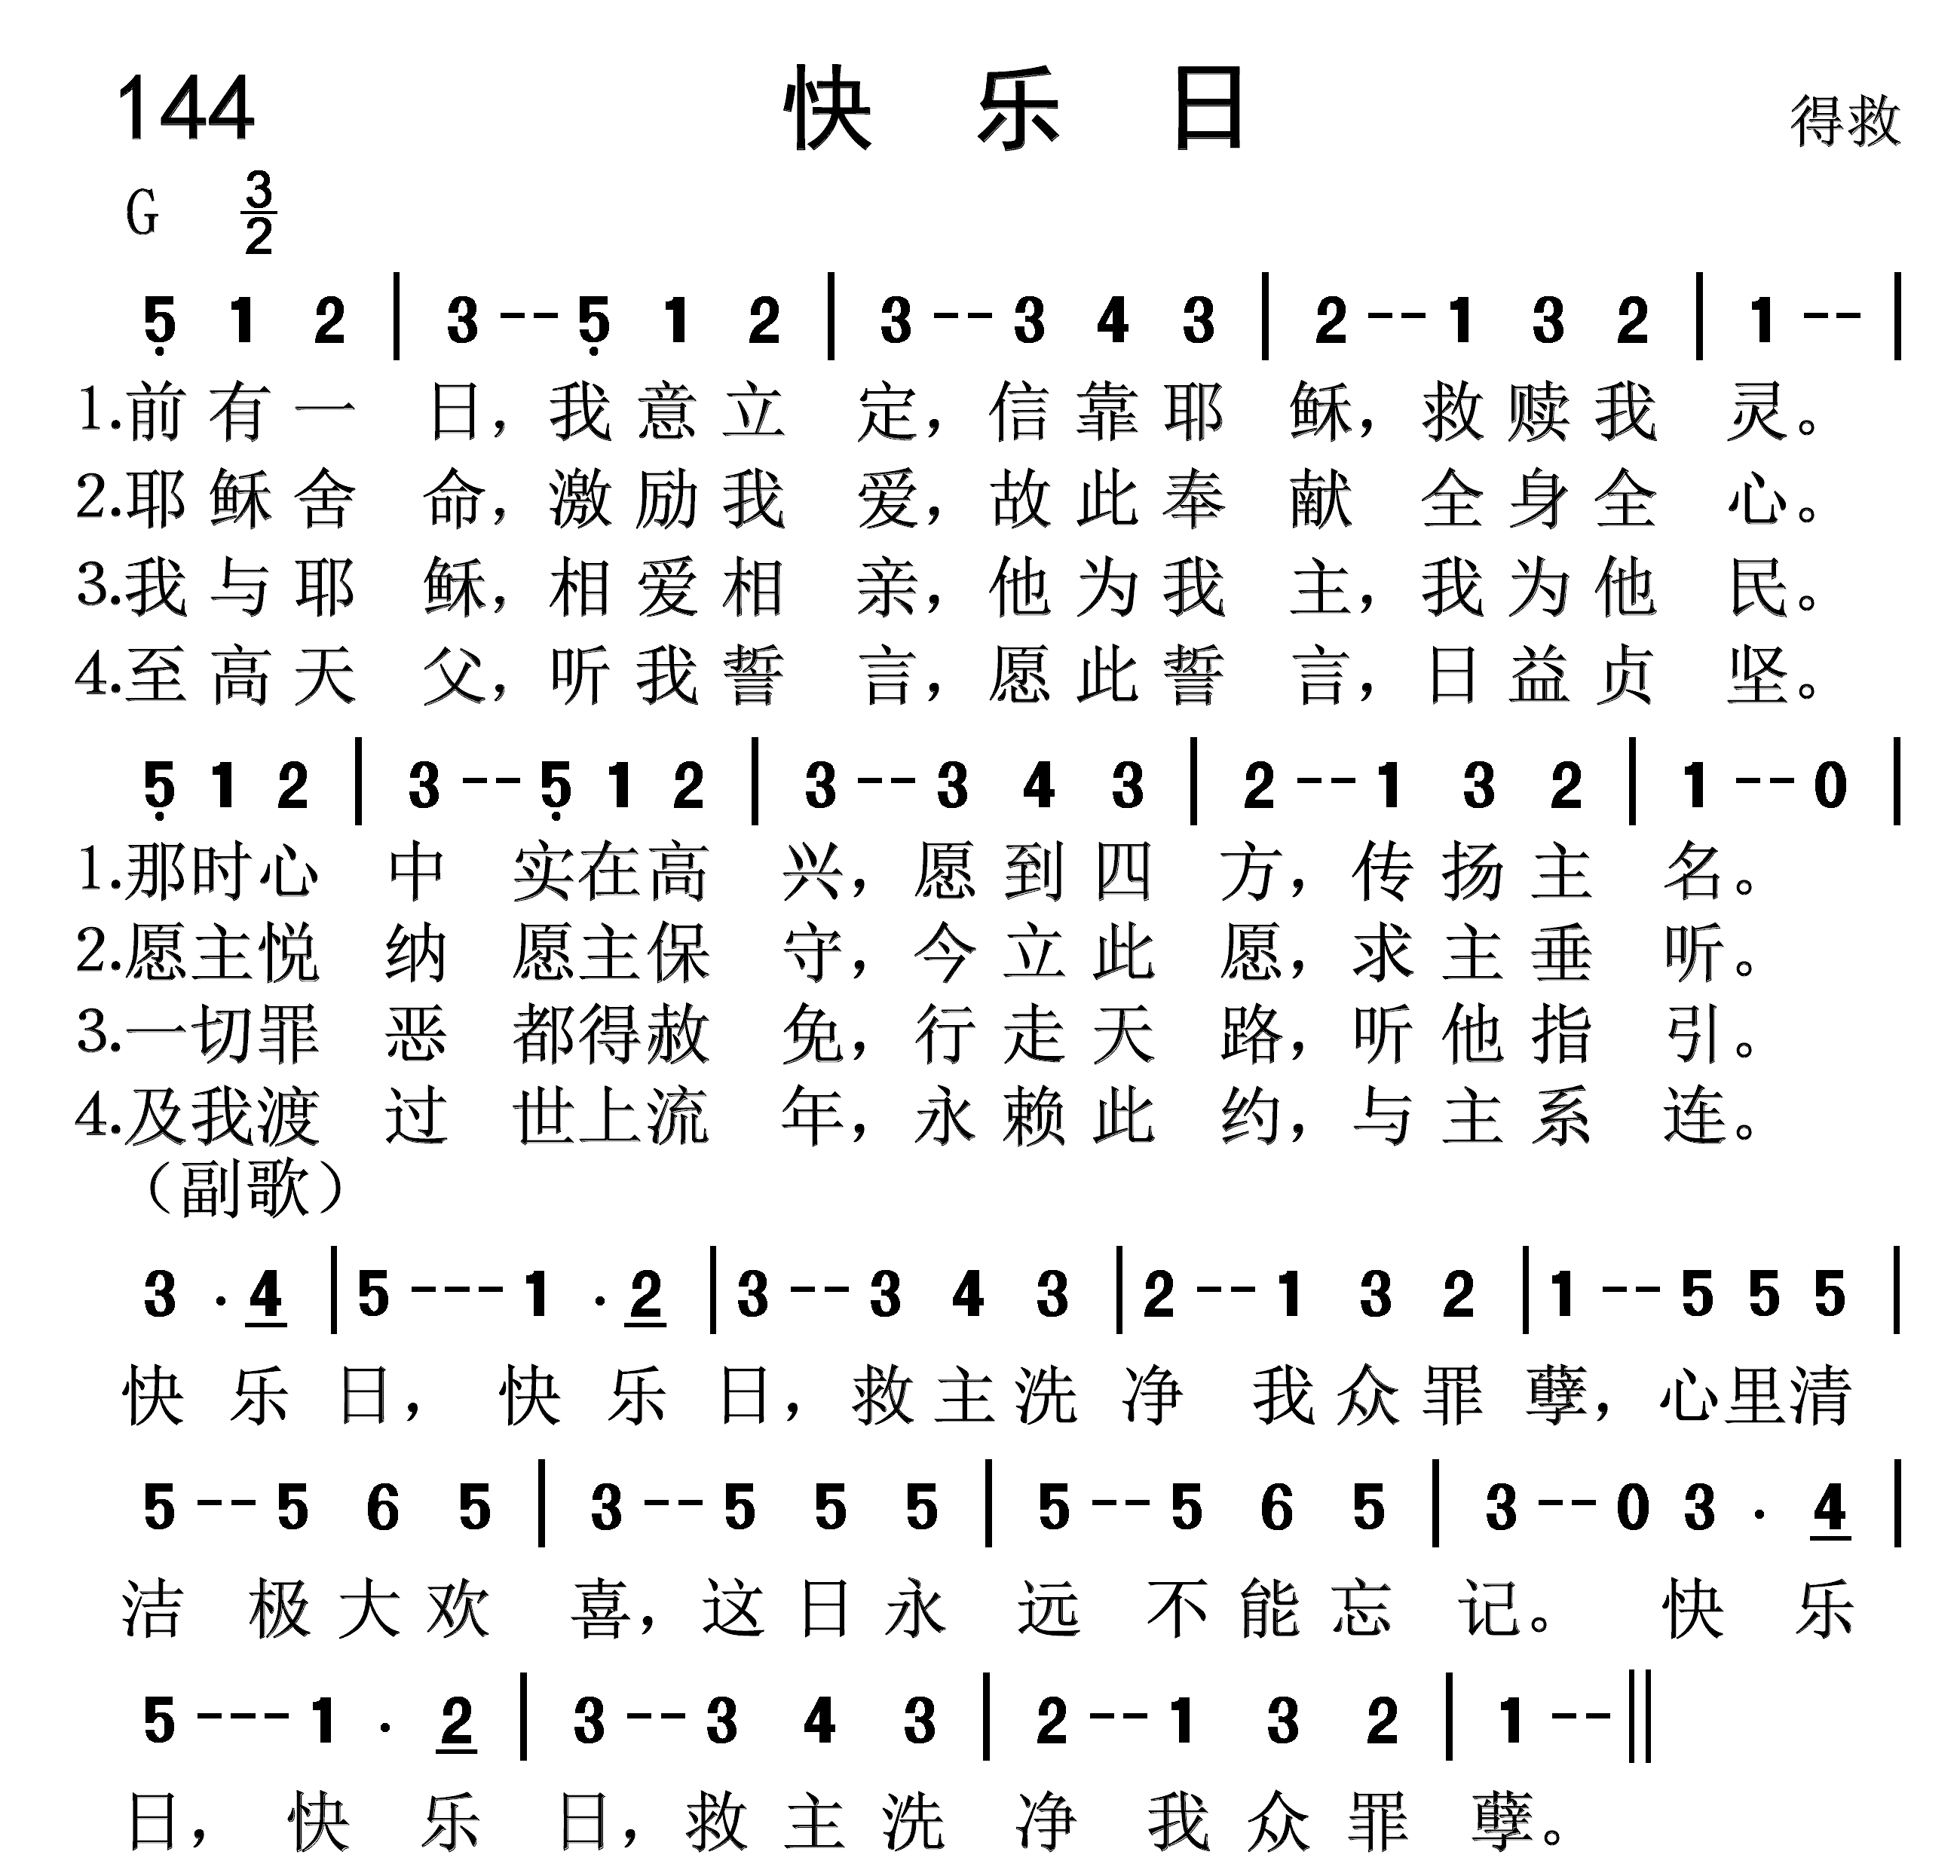 144 快 乐 日 得救
G 3/2
5̣ 1 2 | 3 - - 5̣ 1 2 | 3 - - 3 4 3 | 2 - - 1 3 2 | 1 - - |
1.前 有 一 日，我 意 立 定，信 靠 耶 稣，救 赎 我 灵。
2.耶 稣 舍 命，激 励 我 爱，故 此 奉 献 全 身 全 心。
3.我 与 耶 稣，相 爱 相 亲，他 为 我 主，我 为 他 民。
4.至 高 天 父，听 我 誓 言，愿 此 誓 言，日 益 贞 坚。
5̣ 1 2 | 3 - - 5̣ 1 2 | 3 - - 3 4 3 | 2 - - 1 3 2 | 1 - - 0 |
1.那时心 中 实在高 兴，愿 到 四 方，传 扬 主 名。
2.愿主悦 纳 愿主保 守，今 立 此 愿，求 主 垂 听。
3.一切罪 恶 都得赦 免，行 走 天 路，听 他 指 引。
4.及我渡 过 世上流 年，永 赖 此 约，与 主 系 连。
（副歌）
3 . 4̲ | 5 - - - 1 . 2̲ | 3 - - 3 4 3 | 2 - - 1 3 2 | 1 - - 5 5 5 |
快 乐 日， 快 乐 日，救 主 洗 净 我 众 罪 孽，心里清
5 - - 5 6 5 | 3 - - 5 5 5 | 5 - - 5 6 5 | 3 - - 0 3 . 4̲ |
洁 极 大 欢 喜，这 日 永 远 不 能 忘 记。 快 乐
5 - - - 1 . 2̲ | 3 - - 3 4 3 | 2 - - 1 3 2 | 1 - - ‖
日， 快 乐 日，救 主 洗 净 我 众 罪 孽。